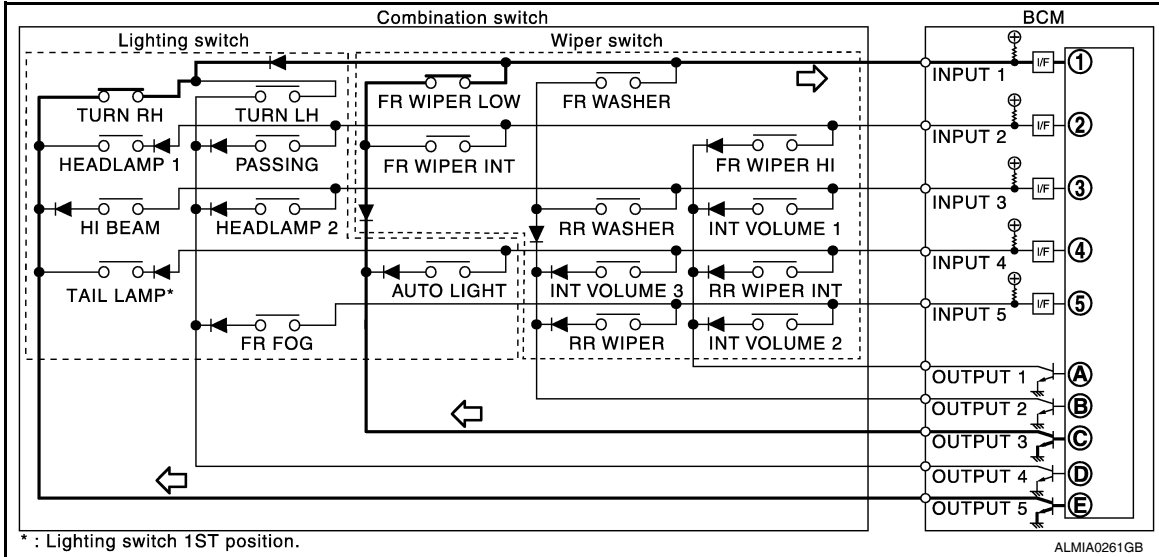 Combination switch
BCM
Lighting switch
Wiper switch
INPUT 1
I/F
1
TURN RH
TURN LH
FR WIPER LOW
FR WASHER
INPUT 2
I/F
2
HEADLAMP 1
PASSING
FR WIPER INT
FR WIPER HI
INPUT 3
I/F
3
HI BEAM
HEADLAMP 2
RR WASHER
INT VOLUME 1
INPUT 4
I/F
4
TAIL LAMP*
AUTO LIGHT
INT VOLUME 3
RR WIPER INT
INPUT 5
I/F
5
FR FOG
RR WIPER
INT VOLUME 2
OUTPUT 1
A
OUTPUT 2
B
OUTPUT 3
C
OUTPUT 4
D
OUTPUT 5
E
* : Lighting switch 1ST position.
ALMIA0261GB